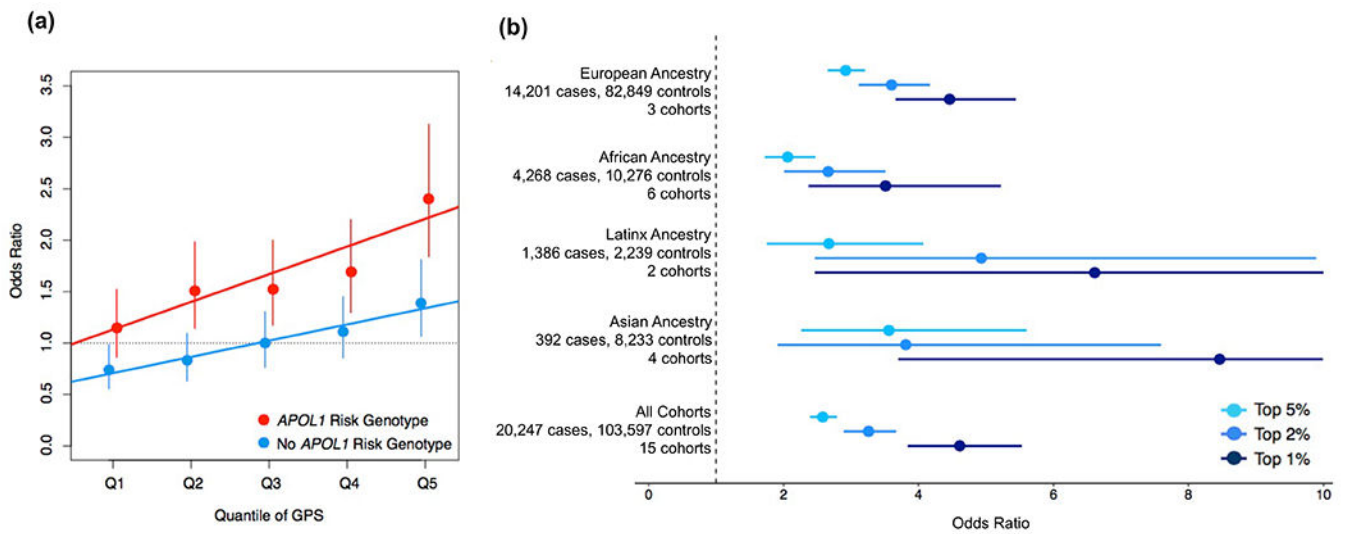 (a)
Odds Ratio
3.5
3.0
2.5
2.0
1.5
1.0
0.5
0.0
APOL1 Risk Genotype
No APOL1 Risk Genotype
Q1 Q2 Q3 Q4 Q5
Quantile of GPS
(b)
European Ancestry
14,201 cases, 82,849 controls
3 cohorts
African Ancestry
4,268 cases, 10,276 controls
6 cohorts
Latinx Ancestry
1,386 cases, 2,239 controls
2 cohorts
Asian Ancestry
392 cases, 8,233 controls
4 cohorts
All Cohorts
20,247 cases, 103,597 controls
15 cohorts
Top 5%
Top 2%
Top 1%
0 2 4 6 8 10
Odds Ratio